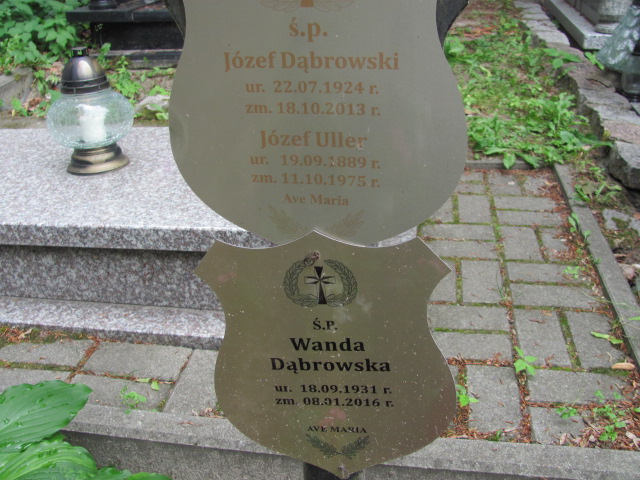 ś.p.
Józef Dąbrowski
ur. 22.07.1924 r.
zm. 18.10.2013 r.
Józef Uller
ur. 19.09.1889 r.
zm. 11.10.1975 r.
Ave Maria
Ś.P.
Wanda
Dąbrowska
ur. 18.09.1931 r.
zm. 08.01.2016 r.
AVE MARIA